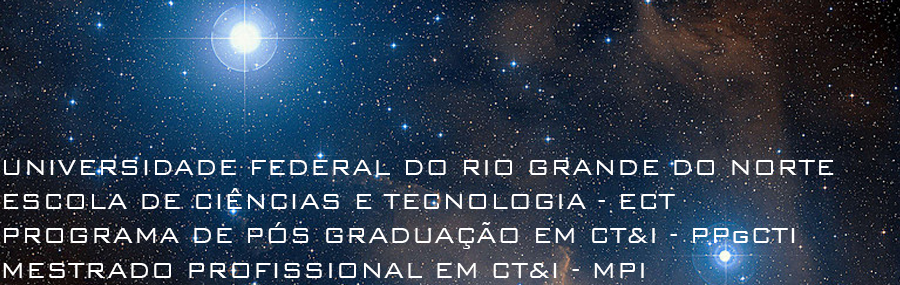 UNIVERSIDADE FEDERAL DO RIO GRANDE DO NORTE
ESCOLA DE CIÊNCIAS E TECNOLOGIA - ECT
PROGRAMA DE PÓS GRADUAÇÃO EM CT&I - PPgCTI
MESTRADO PROFISSIONAL EM CT&I - MPI